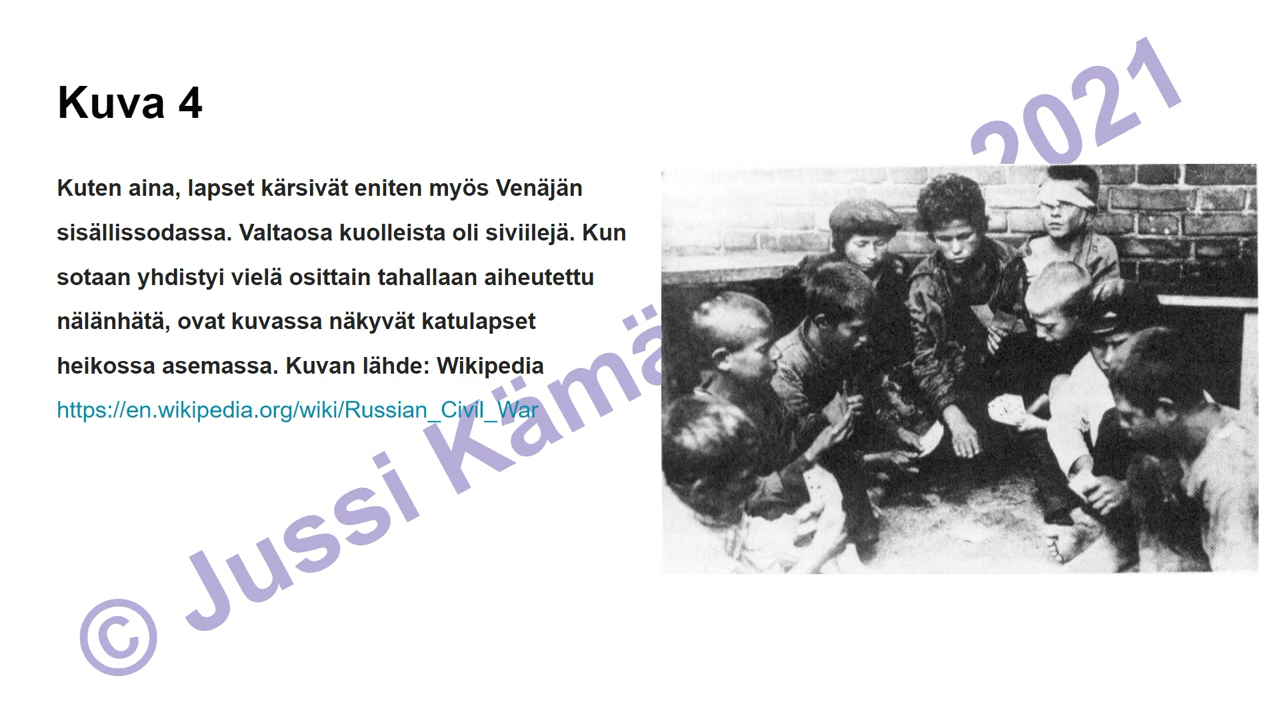 Kuva 4
Kuten aina, lapset kärsivät eniten myös Venäjän
sisällissodassa. Valtaosa kuolleista oli siviilejä. Kun
sotaan yhdistyi vielä osittain tahallaan aiheutettu
nälänhätä, ovat kuvassa näkyvät katulapset
heikossa asemassa. Kuvan lähde: Wikipedia
https://en.wikipedia.org/wiki/Russian_Civil_War
© Jussi Kämä 2021